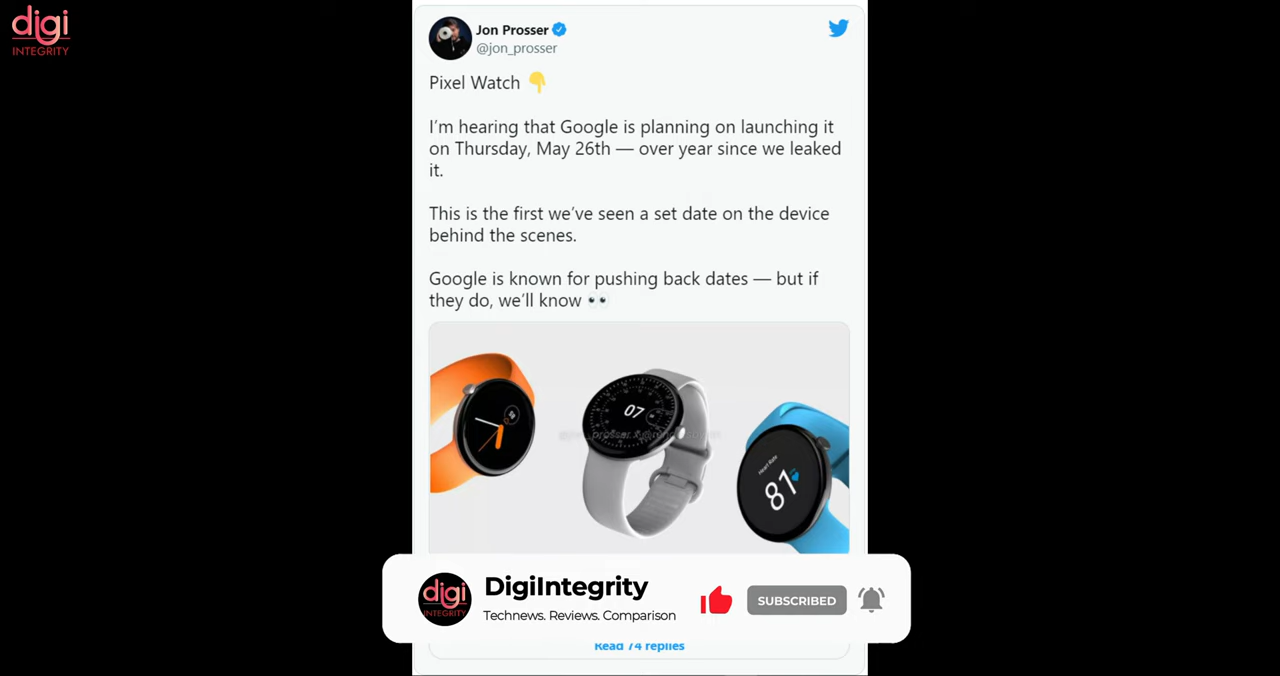 digi
INTEGRITY
Jon Prosser
@jon_prosser
Pixel Watch 👇
I'm hearing that Google is planning on launching it
on Thursday, May 26th — over year since we leaked
it.
This is the first we've seen a set date on the device
behind the scenes.
Google is known for pushing back dates — but if
they do, we'll know 👀
07
Heart Rate
81
digi
INTEGRITY
DigiIntegrity
Technews. Reviews. Comparison
SUBSCRIBED
Read 74 replies